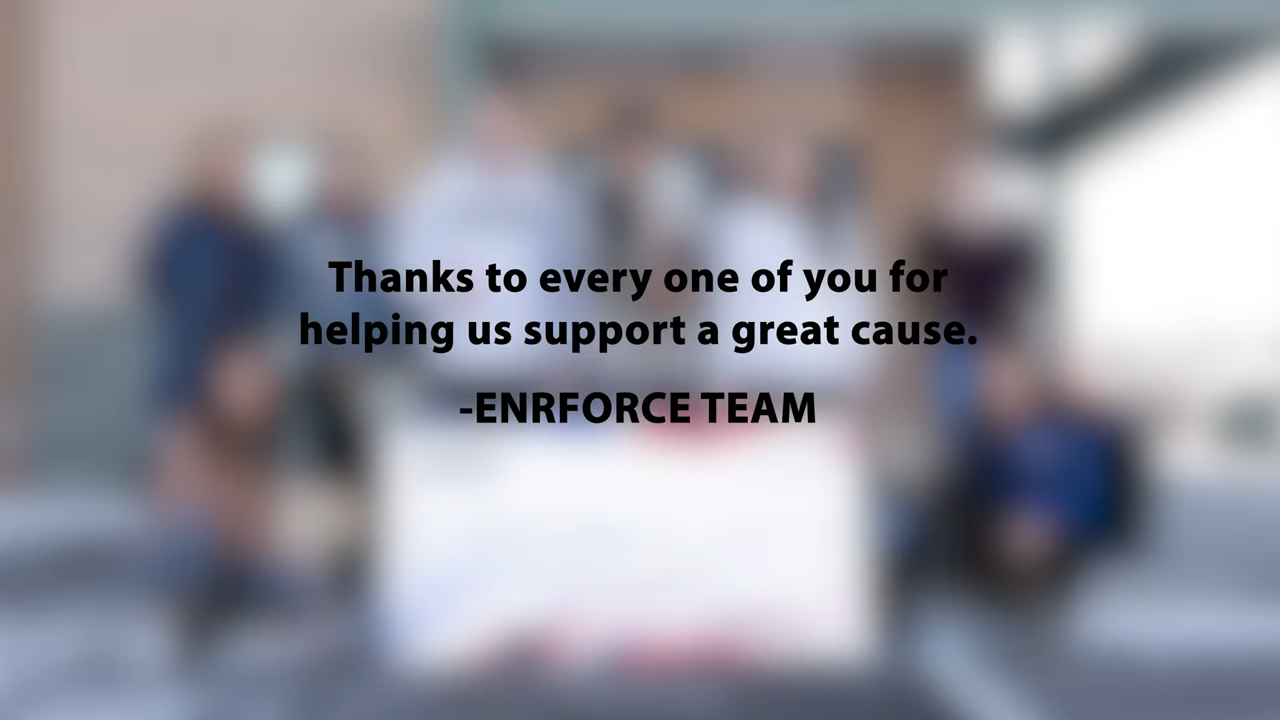 Thanks to every one of you for
helping us support a great cause.
-ENRFORCE TEAM